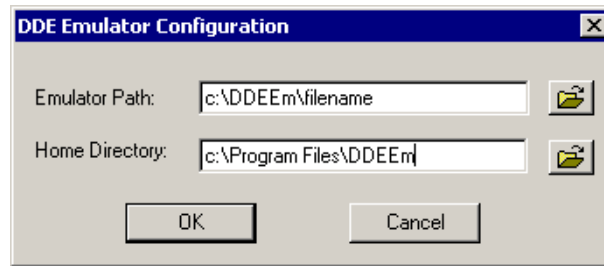 DDE Emulator Configuration
Emulator Path: c:\DDEEm\filename
Home Directory: c:\Program Files\DDEEm
OK Cancel